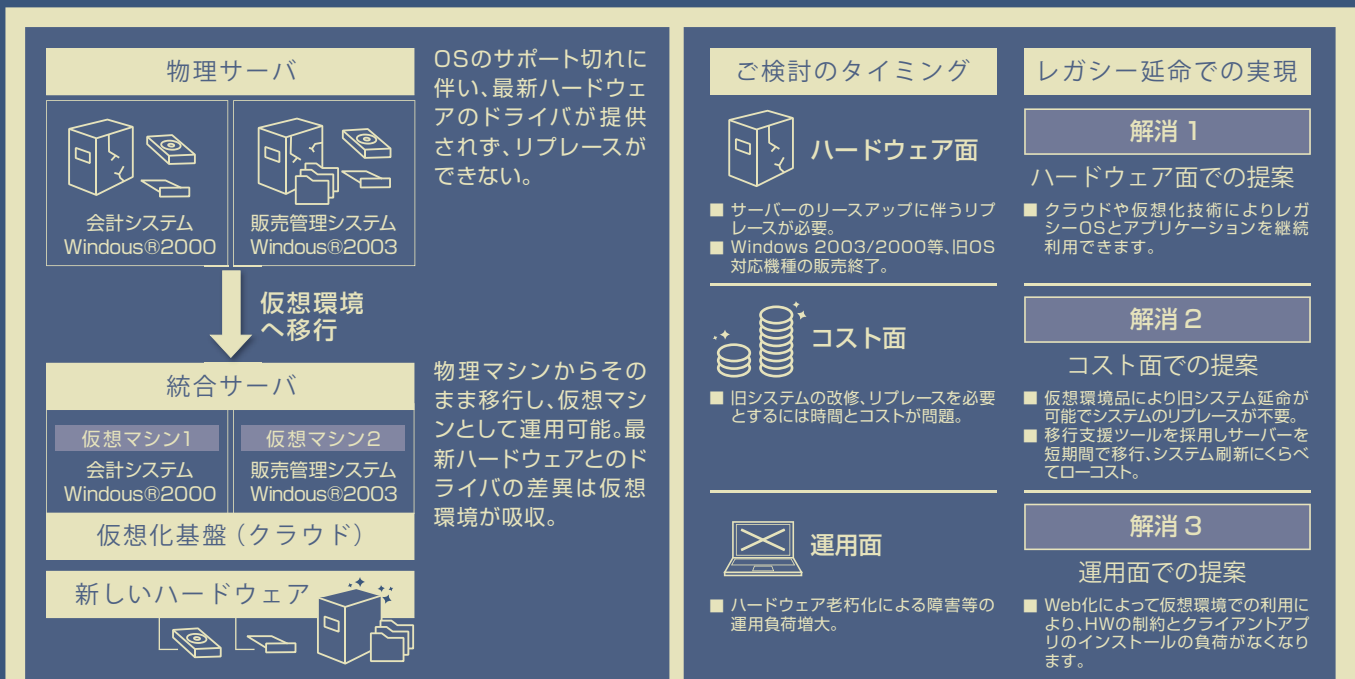 物理サーバ
会計システム
Windous®2000
販売管理システム
Windous®2003
OSのサポート切れに
伴い、最新ハードウェ
アのドライバが提供
されず、リプレースが
できない。
仮想環境
へ移行
統合サーバ
仮想マシン1
会計システム
Windous®2000
仮想マシン2
販売管理システム
Windous®2003
仮想化基盤（クラウド）
新しいハードウェア
物理マシンからその
まま移行し、仮想マシ
ンとして運用可能。最
新ハードウェアとのド
ライバの差異は仮想
環境が吸収。
ご検討のタイミング
ハードウェア面
■ サーバーのリースアップに伴うリプ
レースが必要。
■ Windows 2003/2000等、旧OS
対応機種の販売終了。
コスト面
■ 旧システムの改修、リプレースを必要
とするには時間とコストが問題。
運用面
■ ハードウェア老朽化による障害等の
運用負荷増大。
レガシー延命での実現
解消 1
ハードウェア面での提案
■ クラウドや仮想化技術によりレガ
シーOSとアプリケーションを継続
利用できます。
解消 2
コスト面での提案
■ 仮想環境品により旧システム延命が
可能でシステムのリプレースが不要。
■ 移行支援ツールを採用しサーバーを
短期間で移行、システム刷新にくらべ
てローコスト。
解消 3
運用面での提案
■ Web化によって仮想環境での利用に
より、HWの制約とクライアントアプ
リのインストールの負荷がなくなり
ます。